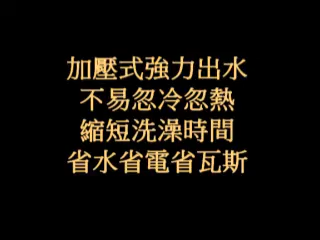 加壓式強力出水
不易忽冷忽熱
縮短洗澡時間
省水省電省瓦斯